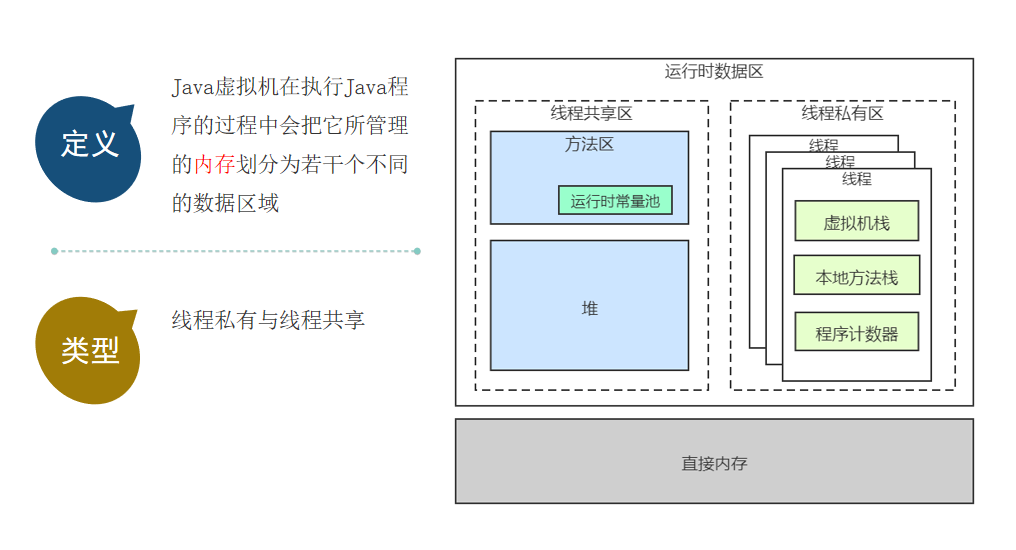 定义
Java虚拟机在执行Java程
序的过程中会把它所管理
的内存划分为若干个不同
的数据区域
类型
线程私有与线程共享
运行时数据区
线程共享区
方法区
运行时常量池
堆
线程私有区
线程
线程
线程
虚拟机栈
本地方法栈
程序计数器
直接内存